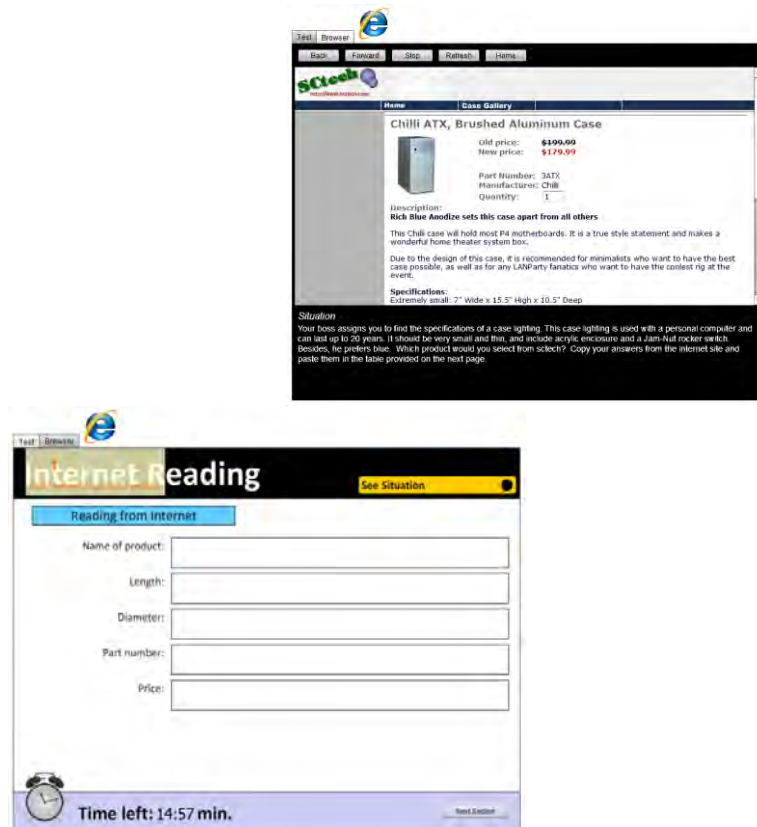 Test Browser
Back Forward Stop Refresh Home
SCtech
Home Case Gallery
Chilli ATX, Brushed Aluminum Case
Old price: $199.99
New price: $179.99
Part Number: 3ATX
Manufacturer: Chilli
Quantity: 1
Description:
Rich Blue Anodize sets this case apart from all others
This Chilli case will hold most P4 motherboards. It is a true style statement and makes a
wonderful home theater system box.
Due to the design of this case, it is recommended for minimalists who want to have the best
case possible, as well as for any LANParty fanatics who want to have the coolest rig at the
event.
Specifications:
Extremely small: 7" Wide x 15.5" High x 10.5" Deep
Situation
Your boss assigns you to find the specifications of a case lighting. This case lighting is used with a personal computer and
can last up to 20 years. It should be very small and thin, and include acrylic enclosure and a Jam-Nut rocker switch.
Besides, he prefers blue. Which product would you select from sctech? Copy your answers from the internet site and
paste them in the table provided on the next page.
Test Browser
Internet Reading
See Situation
Reading from Internet
Name of product:
Length:
Diameter:
Part number:
Price:
Time left: 14:57 min.
Next Section